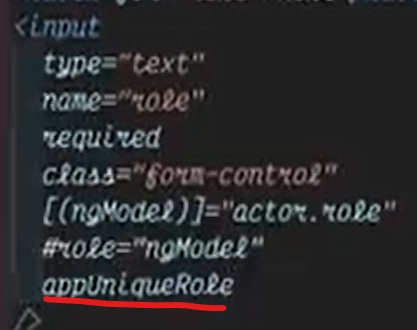 <input
type="text"
name="role"
required
class="form-control"
[(ngModel)]="actor.role"
#role="ngModel"
appUniqueRole
/>